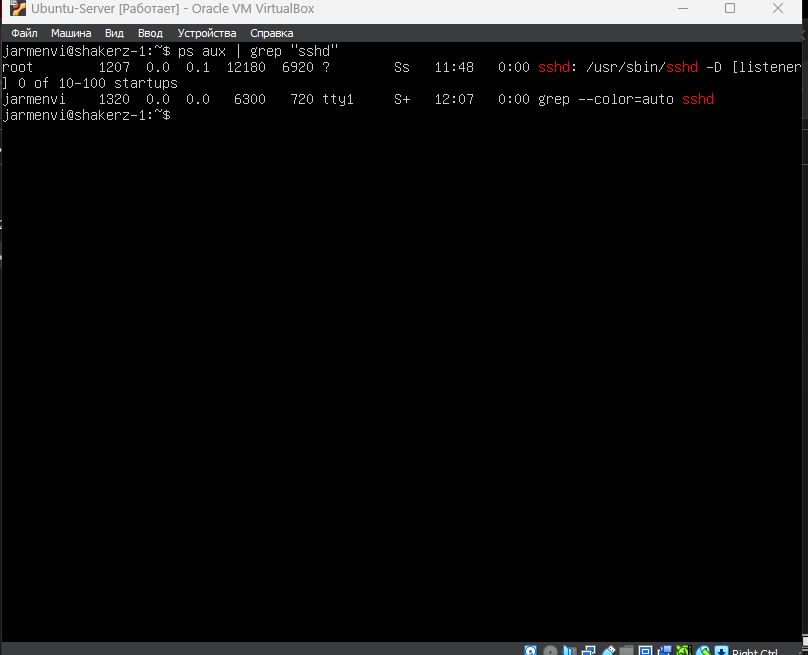 Ubuntu-Server [Работает] - Oracle VM VirtualBox
Файл Машина Вид Ввод Устройства Справка
jarmenvi@shakerz-1:~$ ps aux | grep "sshd"
root 1207 0.0 0.1 12180 6920 ? Ss 11:48 0:00 sshd: /usr/sbin/sshd -D [listener
] 0 of 10-100 startups
jarmenvi 1320 0.0 0.0 6300 720 tty1 S+ 12:07 0:00 grep --color=auto sshd
jarmenvi@shakerz-1:~$
Right Ctrl